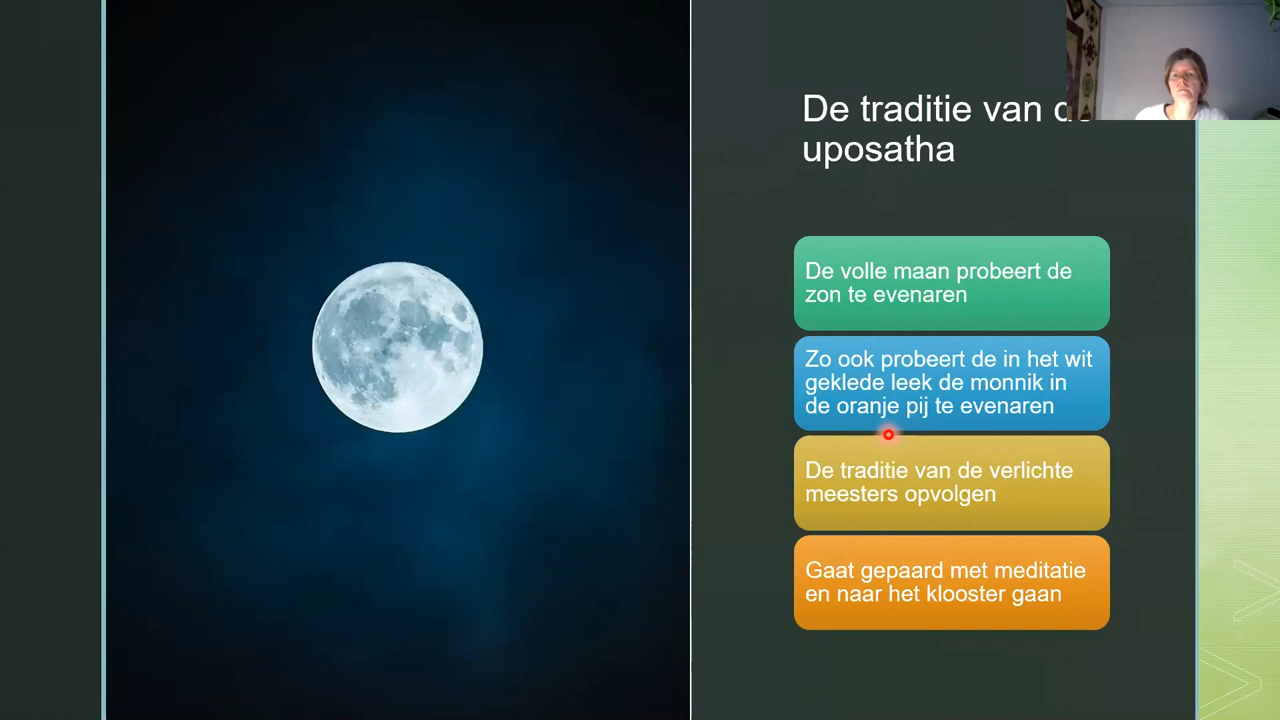 De traditie van de
uposatha
De volle maan probeert de
zon te evenaren
Zo ook probeert de in het wit
geklede leek de monnik in
de oranje pij te evenaren
De traditie van de verlichte
meesters opvolgen
Gaat gepaard met meditatie
en naar het klooster gaan